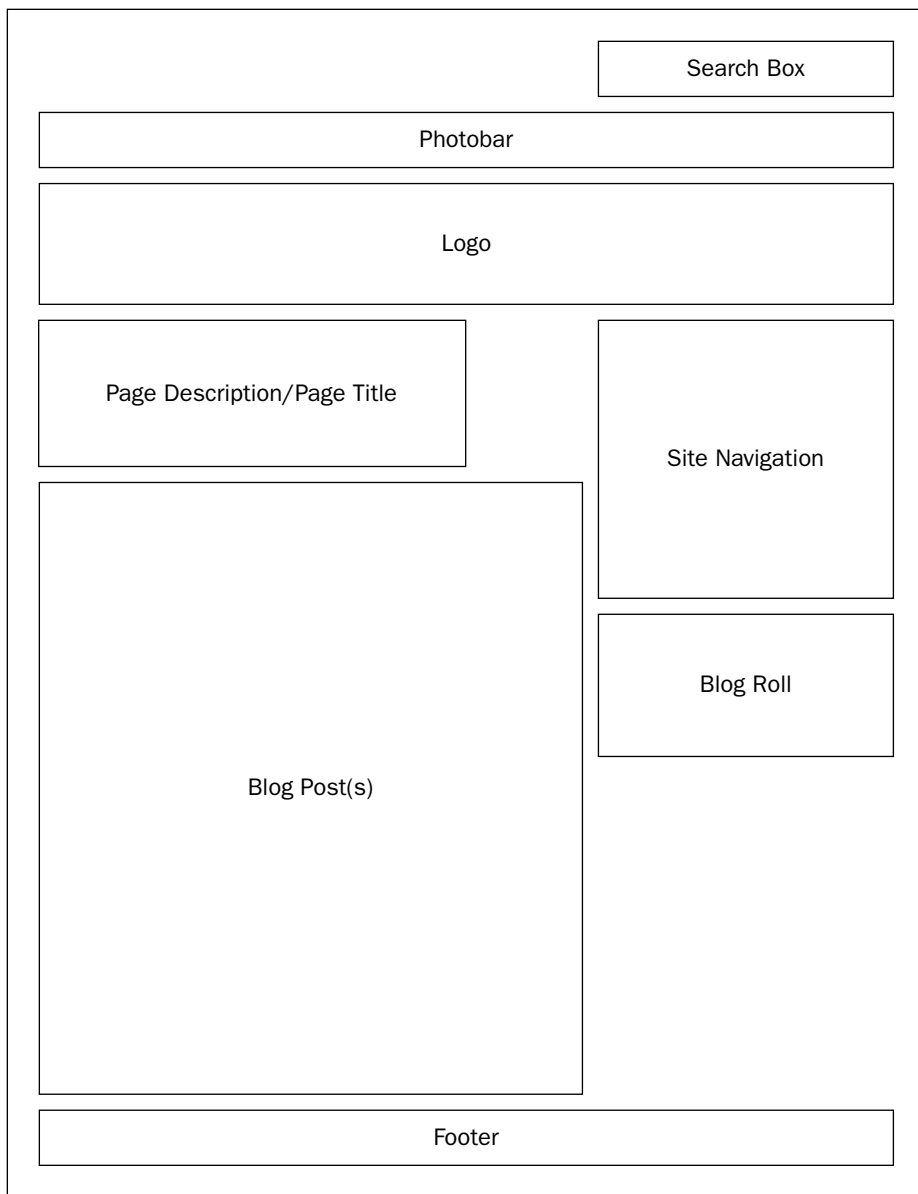 Search Box
Photobar
Logo
Page Description/Page Title
Site Navigation
Blog Roll
Blog Post(s)
Footer